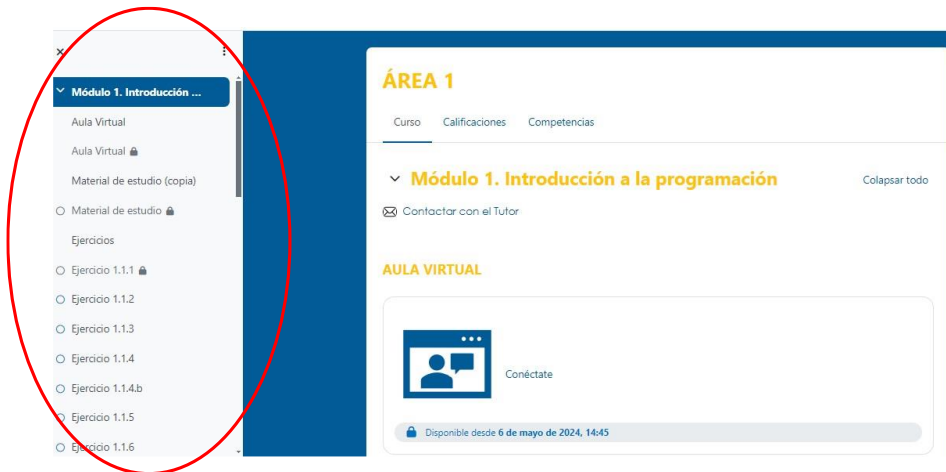 Módulo 1. Introducción ...
Aula Virtual
Aula Virtual
Material de estudio (copia)
Material de estudio
Ejercicios
Ejercicio 1.1.1
Ejercicio 1.1.2
Ejercicio 1.1.3
Ejercicio 1.1.4
Ejercicio 1.1.4.b
Ejercicio 1.1.5
Ejercicio 1.1.6
ÁREA 1
Curso Calificaciones Competencias
Módulo 1. Introducción a la programación Colapsar todo
Contactar con el Tutor
AULA VIRTUAL
Conéctate
Disponible desde 6 de mayo de 2024, 14:45